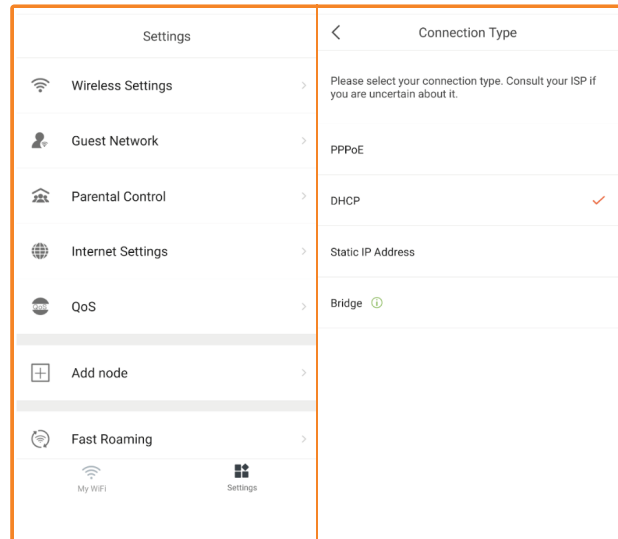 Settings
Wireless Settings
Guest Network
Parental Control
Internet Settings
QoS
QoS
Add node
Fast Roaming
My WiFi
Settings
Connection Type
Please select your connection type. Consult your ISP if
you are uncertain about it.
PPPoE
DHCP
Static IP Address
Bridge